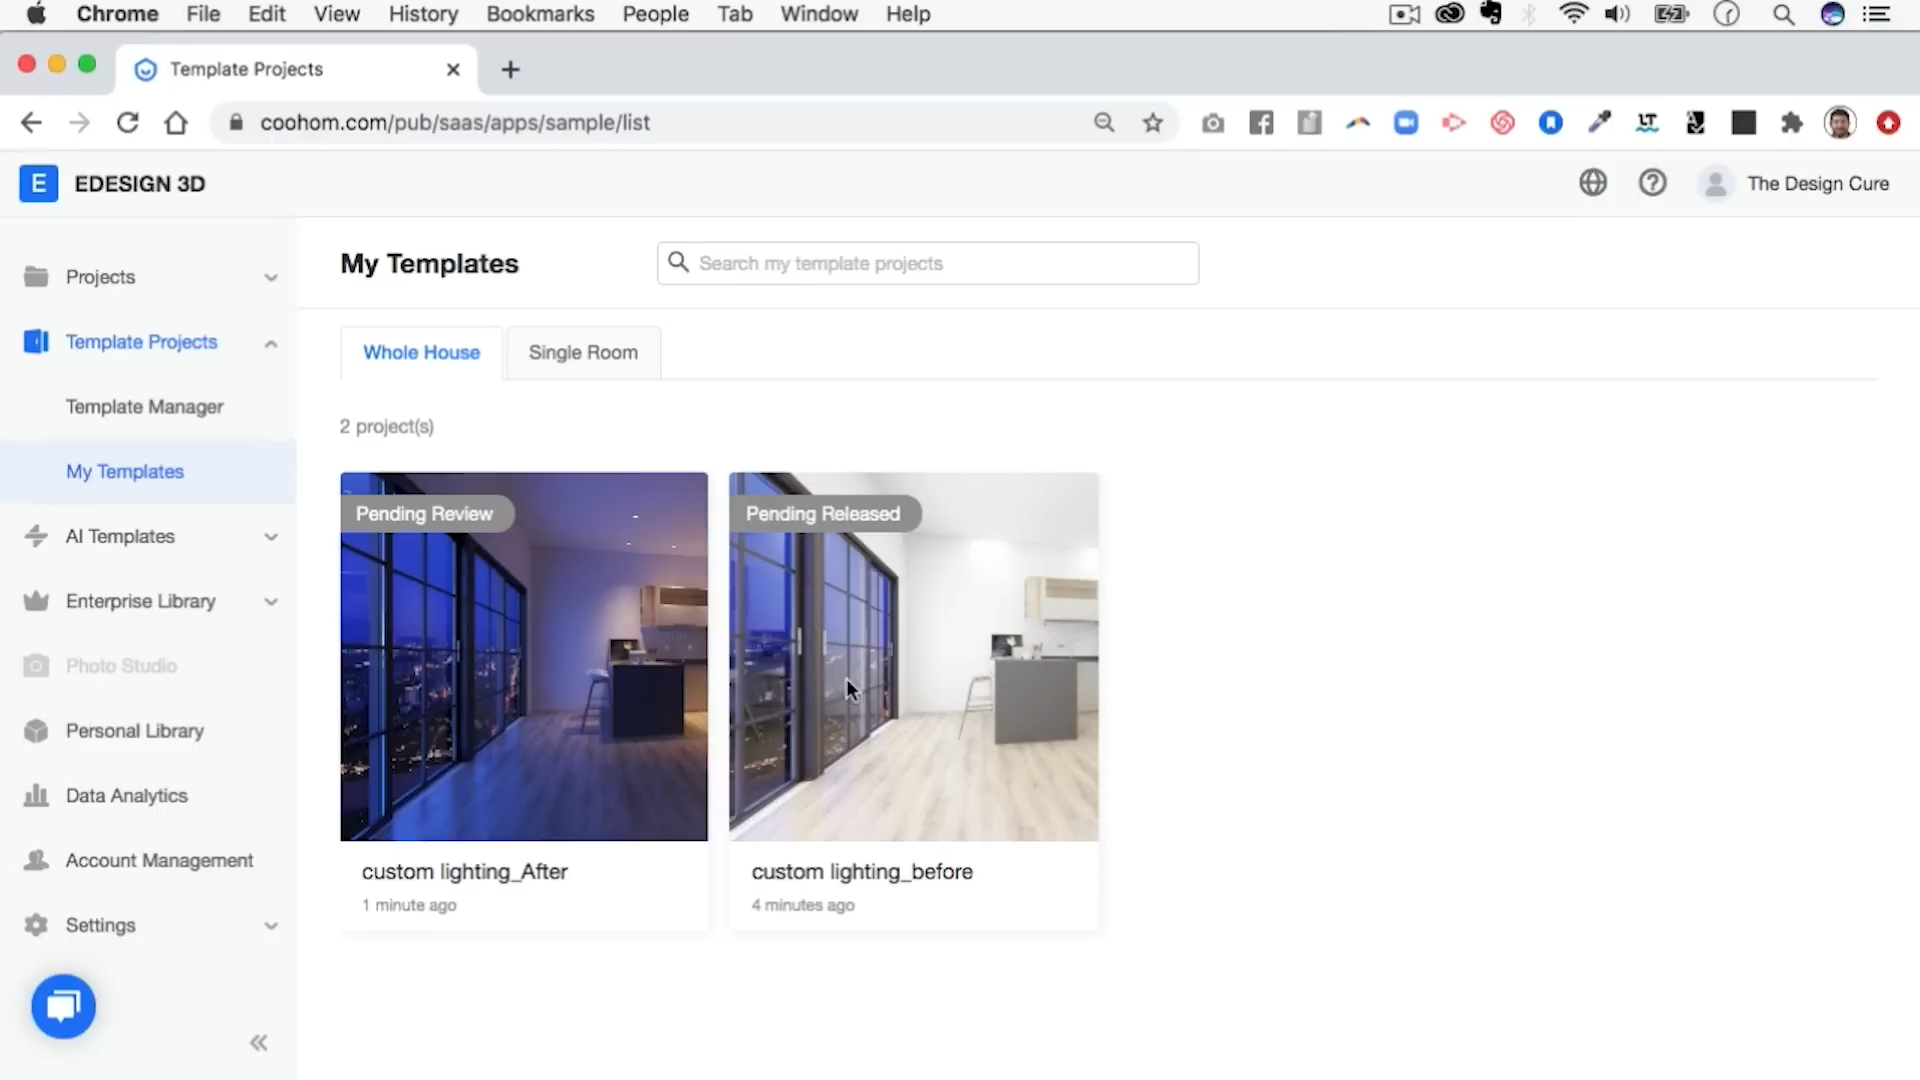 Chrome File Edit View History Bookmarks People Tab Window Help
Template Projects
coohom.com/pub/saas/apps/sample/list
E EDESIGN 3D
The Design Cure
Projects
Template Projects
Template Manager
My Templates
AI Templates
Enterprise Library
Photo Studio
Personal Library
Data Analytics
Account Management
Settings
My Templates
Search my template projects
Whole House Single Room
2 project(s)
Pending Review
custom lighting_After
1 minute ago
Pending Released
custom lighting_before
4 minutes ago